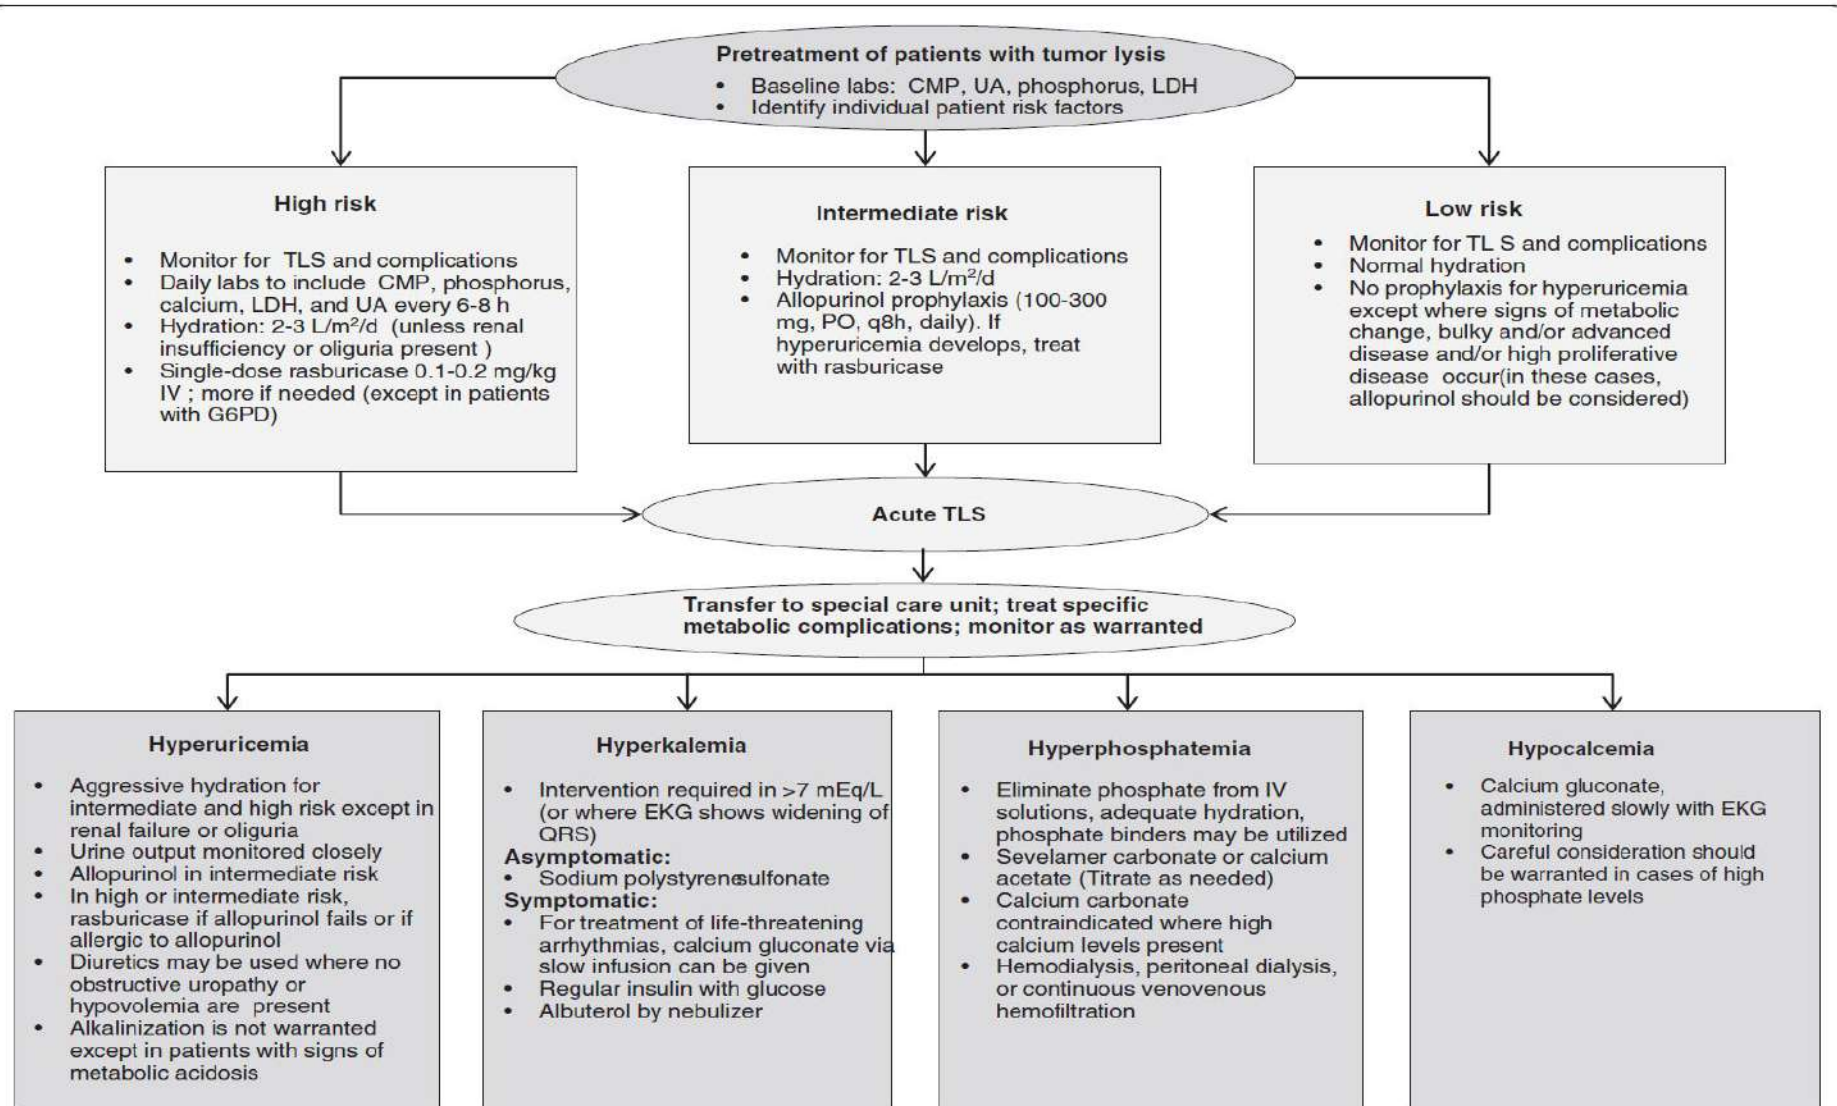 Pretreatment of patients with tumor lysis
• Baseline labs: CMP, UA, phosphorus, LDH
• Identify individual patient risk factors
High risk
• Monitor for TLS and complications
• Daily labs to include CMP, phosphorus,
calcium, LDH, and UA every 6-8 h
• Hydration: 2-3 L/m²/d (unless renal
insufficiency or oliguria present )
• Single-dose rasburicase 0.1-0.2 mg/kg
IV ; more if needed (except in patients
with G6PD)
Intermediate risk
• Monitor for TLS and complications
• Hydration: 2-3 L/m²/d
• Allopurinol prophylaxis (100-300
mg, PO, q8h, daily). If
hyperuricemia develops, treat
with rasburicase
Low risk
• Monitor for TL S and complications
• Normal hydration
• No prophylaxis for hyperuricemia
except where signs of metabolic
change, bulky and/or advanced
disease and/or high proliferative
disease occur(in these cases,
allopurinol should be considered)
Acute TLS
Transfer to special care unit; treat specific
metabolic complications; monitor as warranted
Hyperuricemia
• Aggressive hydration for
intermediate and high risk except in
renal failure or oliguria
• Urine output monitored closely
• Allopurinol in intermediate risk
• In high or intermediate risk,
rasburicase if allopurinol fails or if
allergic to allopurinol
• Diuretics may be used where no
obstructive uropathy or
hypovolemia are present
• Alkalinization is not warranted
except in patients with signs of
metabolic acidosis
Hyperkalemia
• Intervention required in >7 mEq/L
(or where EKG shows widening of
QRS)
Asymptomatic:
• Sodium polystyrenesulfonate
Symptomatic:
• For treatment of life-threatening
arrhythmias, calcium gluconate via
slow infusion can be given
• Regular insulin with glucose
• Albuterol by nebulizer
Hyperphosphatemia
• Eliminate phosphate from IV
solutions, adequate hydration,
phosphate binders may be utilized
• Sevelamer carbonate or calcium
acetate (Titrate as needed)
• Calcium carbonate
contraindicated where high
calcium levels present
• Hemodialysis, peritoneal dialysis,
or continuous venovenous
hemofiltration
Hypocalcemia
• Calcium gluconate,
administered slowly with EKG
monitoring
• Careful consideration should
be warranted in cases of high
phosphate levels